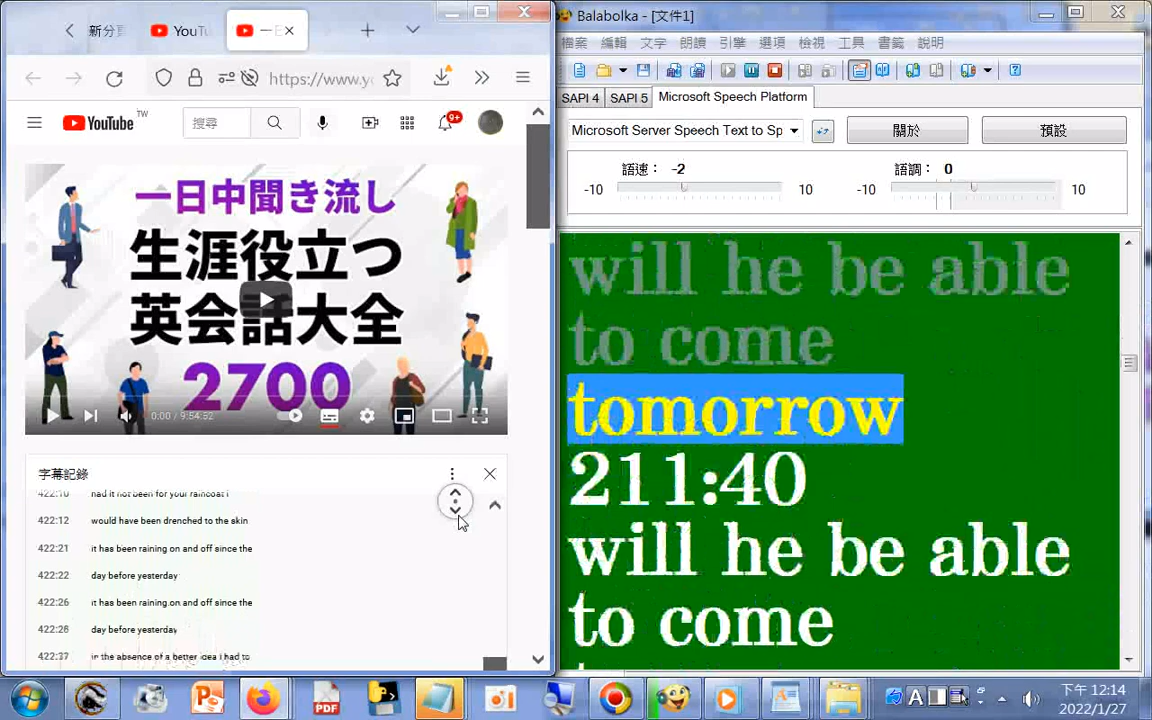 新分
YouTu
— E
https://www.yo
TW
YouTube
搜尋
9+
一日中聞き流し
生涯役立つ
英会話大全
2700
0:00 / 9:54:52
字幕記錄
422:10 had it not been for your raincoat i
422:12 would have been drenched to the skin
422:21 it has been raining on and off since the
422:22 day before yesterday
422:26 it has been raining on and off since the
422:28 day before yesterday
422:37 in the absence of a better idea i had to
Balabolka - [文件1]
檔案 編輯 文字 朗讀 引擎 選項 檢視 工具 書籤 說明
SAPI 4 SAPI 5 Microsoft Speech Platform
Microsoft Server Speech Text to Sp 關於 預設
語速： -2 語調： 0
-10 10 -10 10
will he be able
to come
tomorrow
211:40
will he be able
to come
PDF
A
下午 12:14
2022/1/27